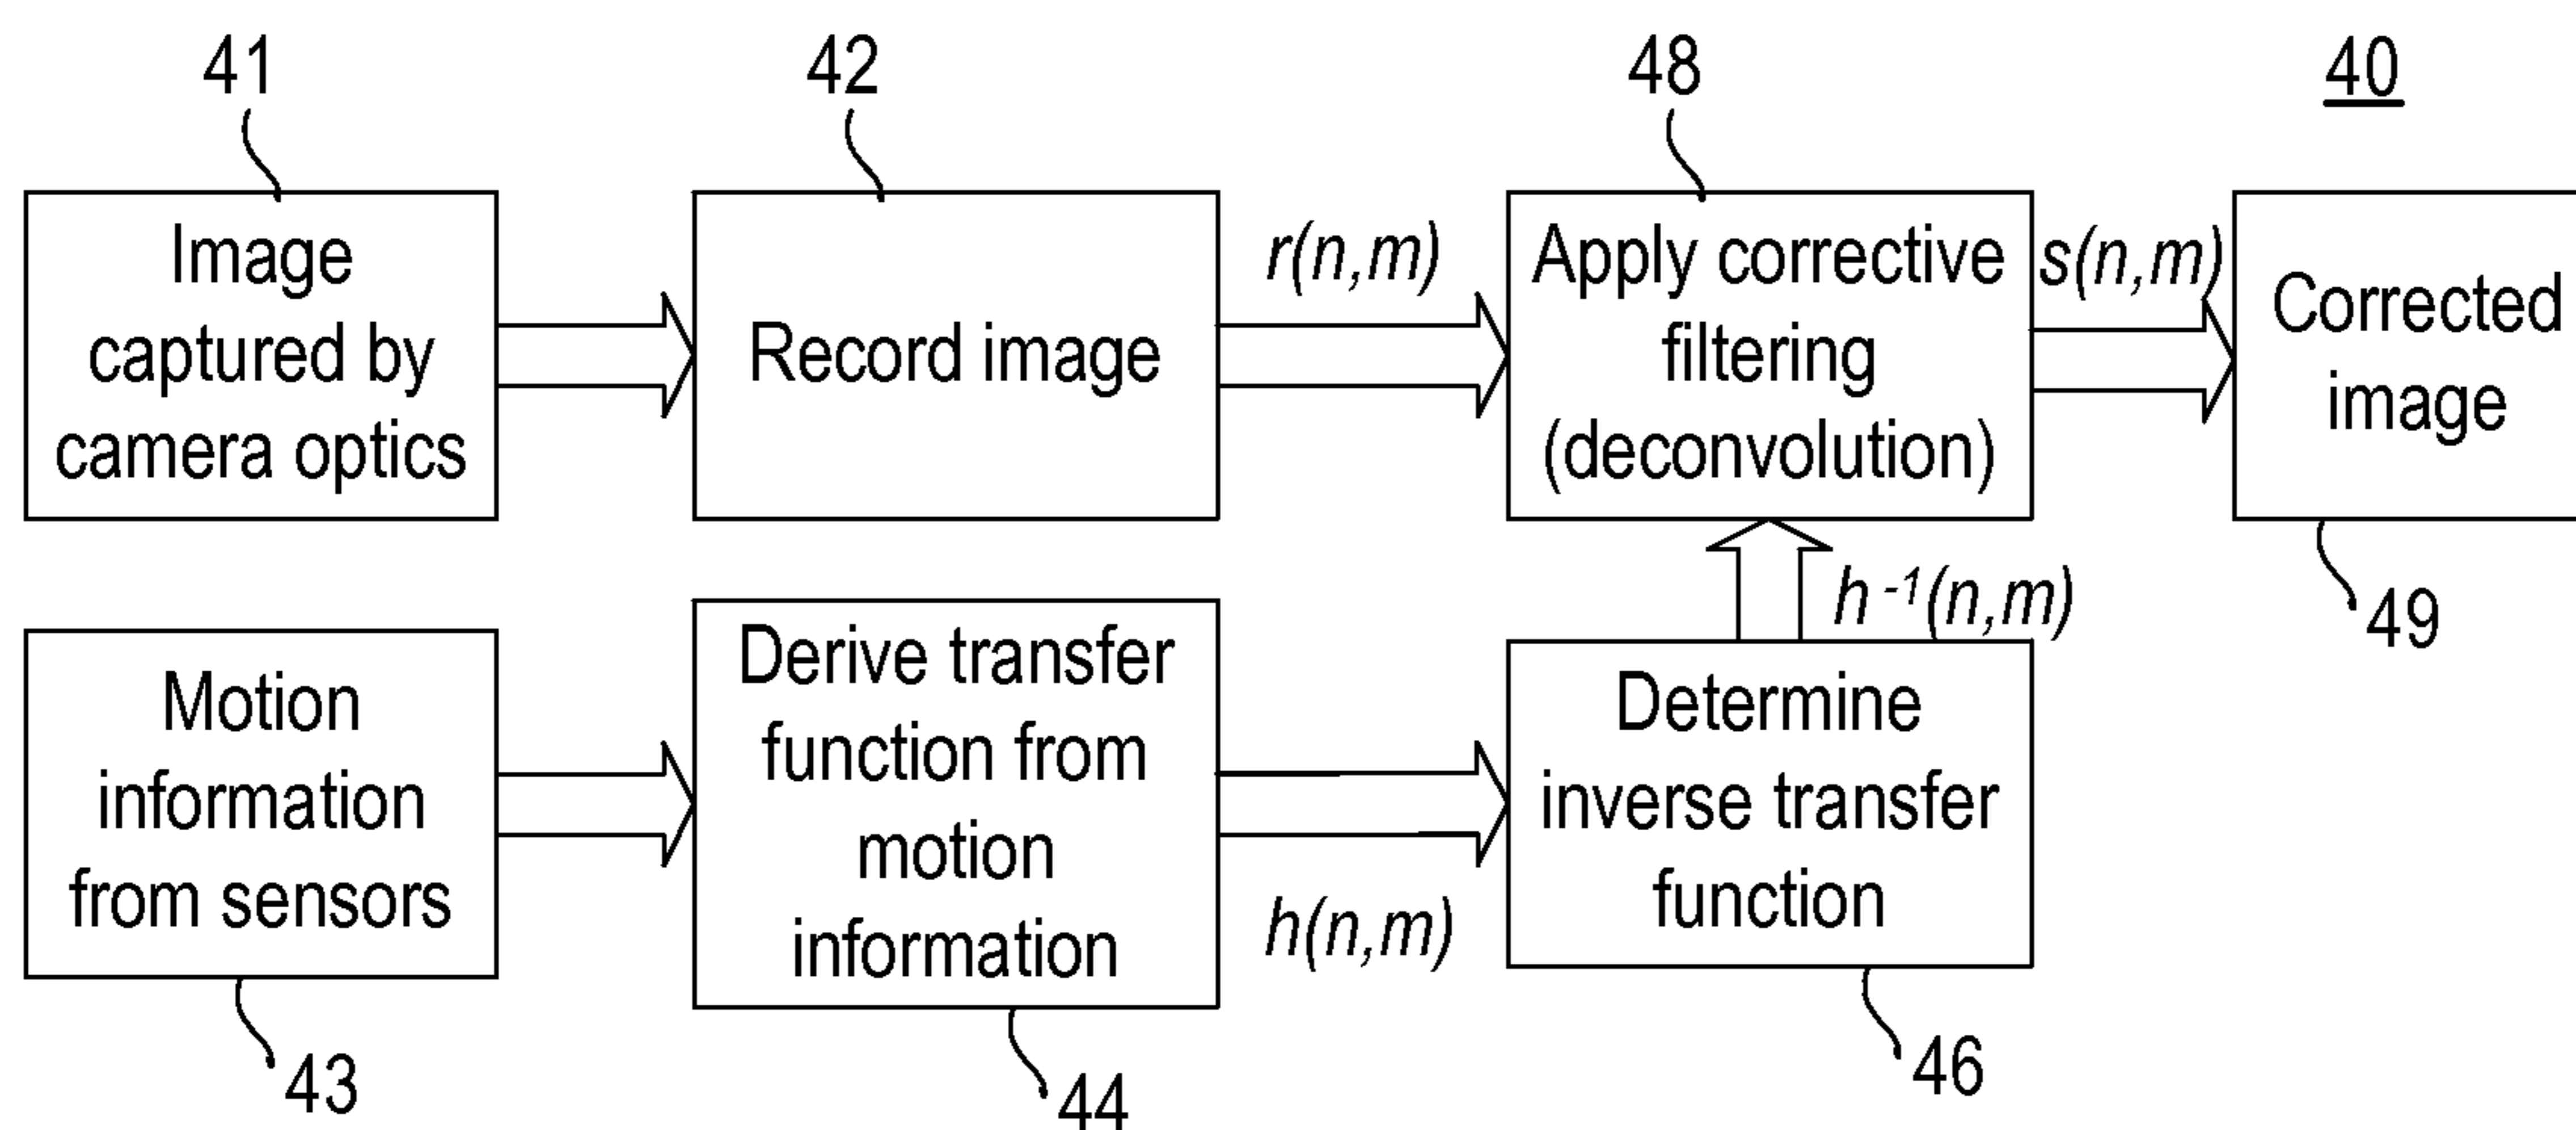 41
42
48
40
Image
captured by
camera optics
Record image
r(n,m)
Apply corrective
filtering
(deconvolution)
s(n,m)
Corrected
image
49
Motion
information
from sensors
43
Derive transfer
function from
motion
information
44
h(n,m)
Determine
inverse transfer
function
46
h⁻¹(n,m)